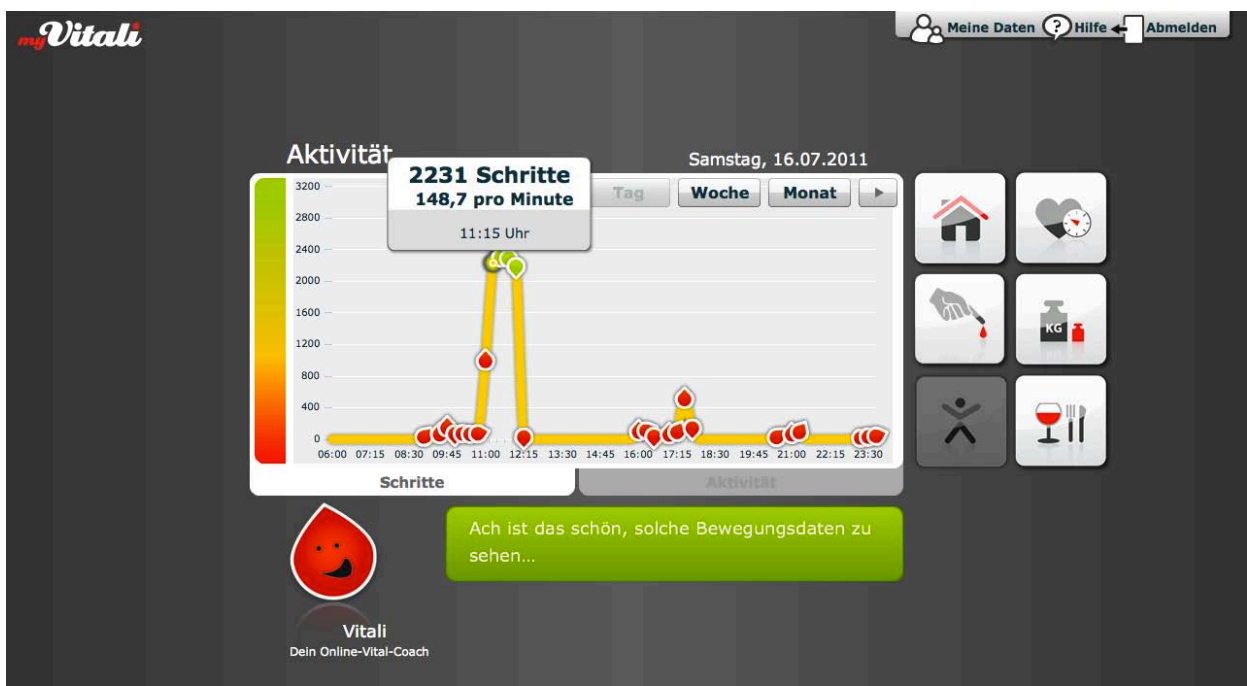 myVitali
Meine Daten ? Hilfe Abmelden
Aktivität
Samstag, 16.07.2011
2231 Schritte
148,7 pro Minute
11:15 Uhr
Tag Woche Monat
3200
2800
2400
2000
1600
1200
800
400
0
06:00 07:15 08:30 09:45 11:00 12:15 13:30 14:45 16:00 17:15 18:30 19:45 21:00 22:15 23:30
Schritte Aktivität
KG
Ach ist das schön, solche Bewegungsdaten zu
sehen...
Vitali
Dein Online-Vital-Coach